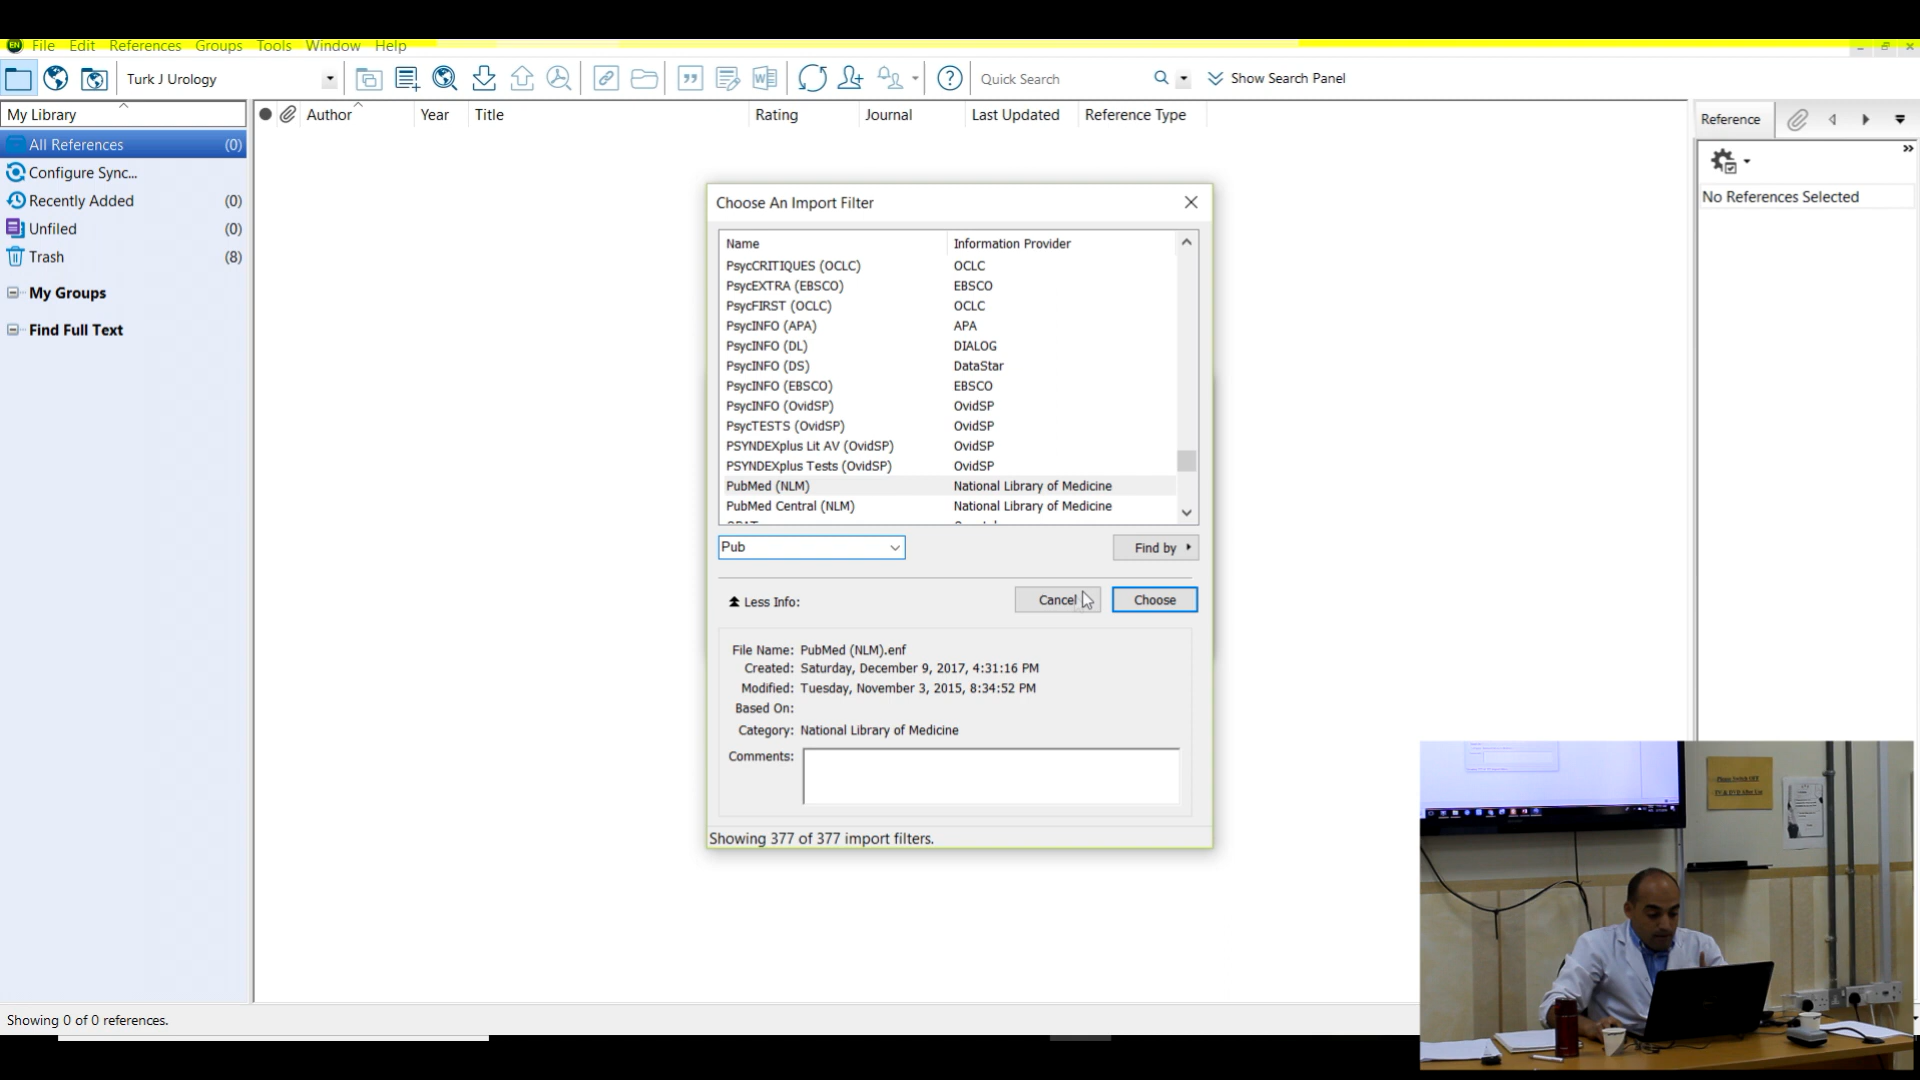 EN File Edit References Groups Tools Window Help
Turk J Urology
Quick Search
Show Search Panel
My Library
All References (0)
Configure Sync...
Recently Added (0)
Unfiled (0)
Trash (8)
My Groups
Find Full Text
Author Year Title Rating Journal Last Updated Reference Type
Reference
No References Selected
Choose An Import Filter
Name Information Provider
PsycCRITIQUES (OCLC) OCLC
PsycEXTRA (EBSCO) EBSCO
PsycFIRST (OCLC) OCLC
PsycINFO (APA) APA
PsycINFO (DL) DIALOG
PsycINFO (DS) DataStar
PsycINFO (EBSCO) EBSCO
PsycINFO (OvidSP) OvidSP
PsycTESTS (OvidSP) OvidSP
PSYNDEXplus Lit AV (OvidSP) OvidSP
PSYNDEXplus Tests (OvidSP) OvidSP
PubMed (NLM) National Library of Medicine
PubMed Central (NLM) National Library of Medicine
Pub
Find by
Less Info:
Cancel
Choose
File Name: PubMed (NLM).enf
Created: Saturday, December 9, 2017, 4:31:16 PM
Modified: Tuesday, November 3, 2015, 8:34:52 PM
Based On:
Category: National Library of Medicine
Comments:
Showing 377 of 377 import filters.
Please Switch OFF
Showing 0 of 0 references.